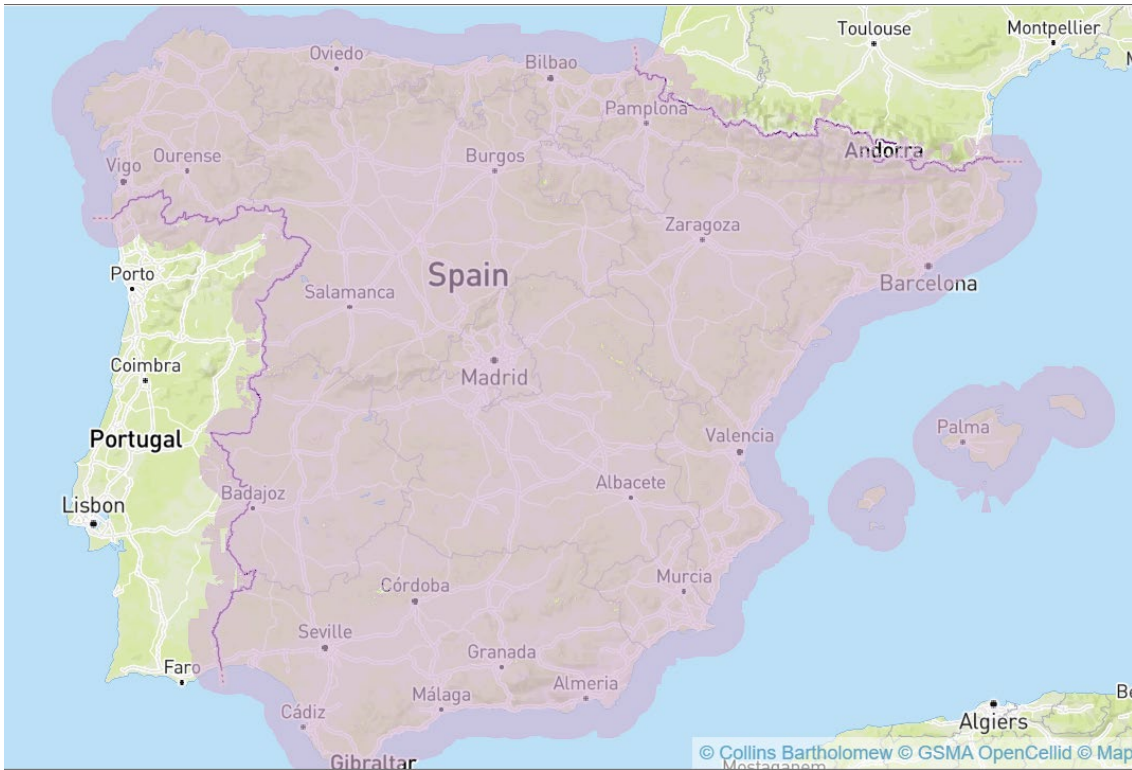 Toulouse
Montpellier
Oviedo
Bilbao
Pamplona
Andorra
Vigo
Ourense
Burgos
Zaragoza
Porto
Spain
Barcelona
Salamanca
Coimbra
Madrid
Portugal
Valencia
Palma
Badajoz
Albacete
Lisbon
Córdoba
Murcia
Seville
Granada
Faro
Almeria
Málaga
Cádiz
Algiers
Gibraltar
© Collins Bartholomew © GSMA OpenCellid © Map
Mostaganem